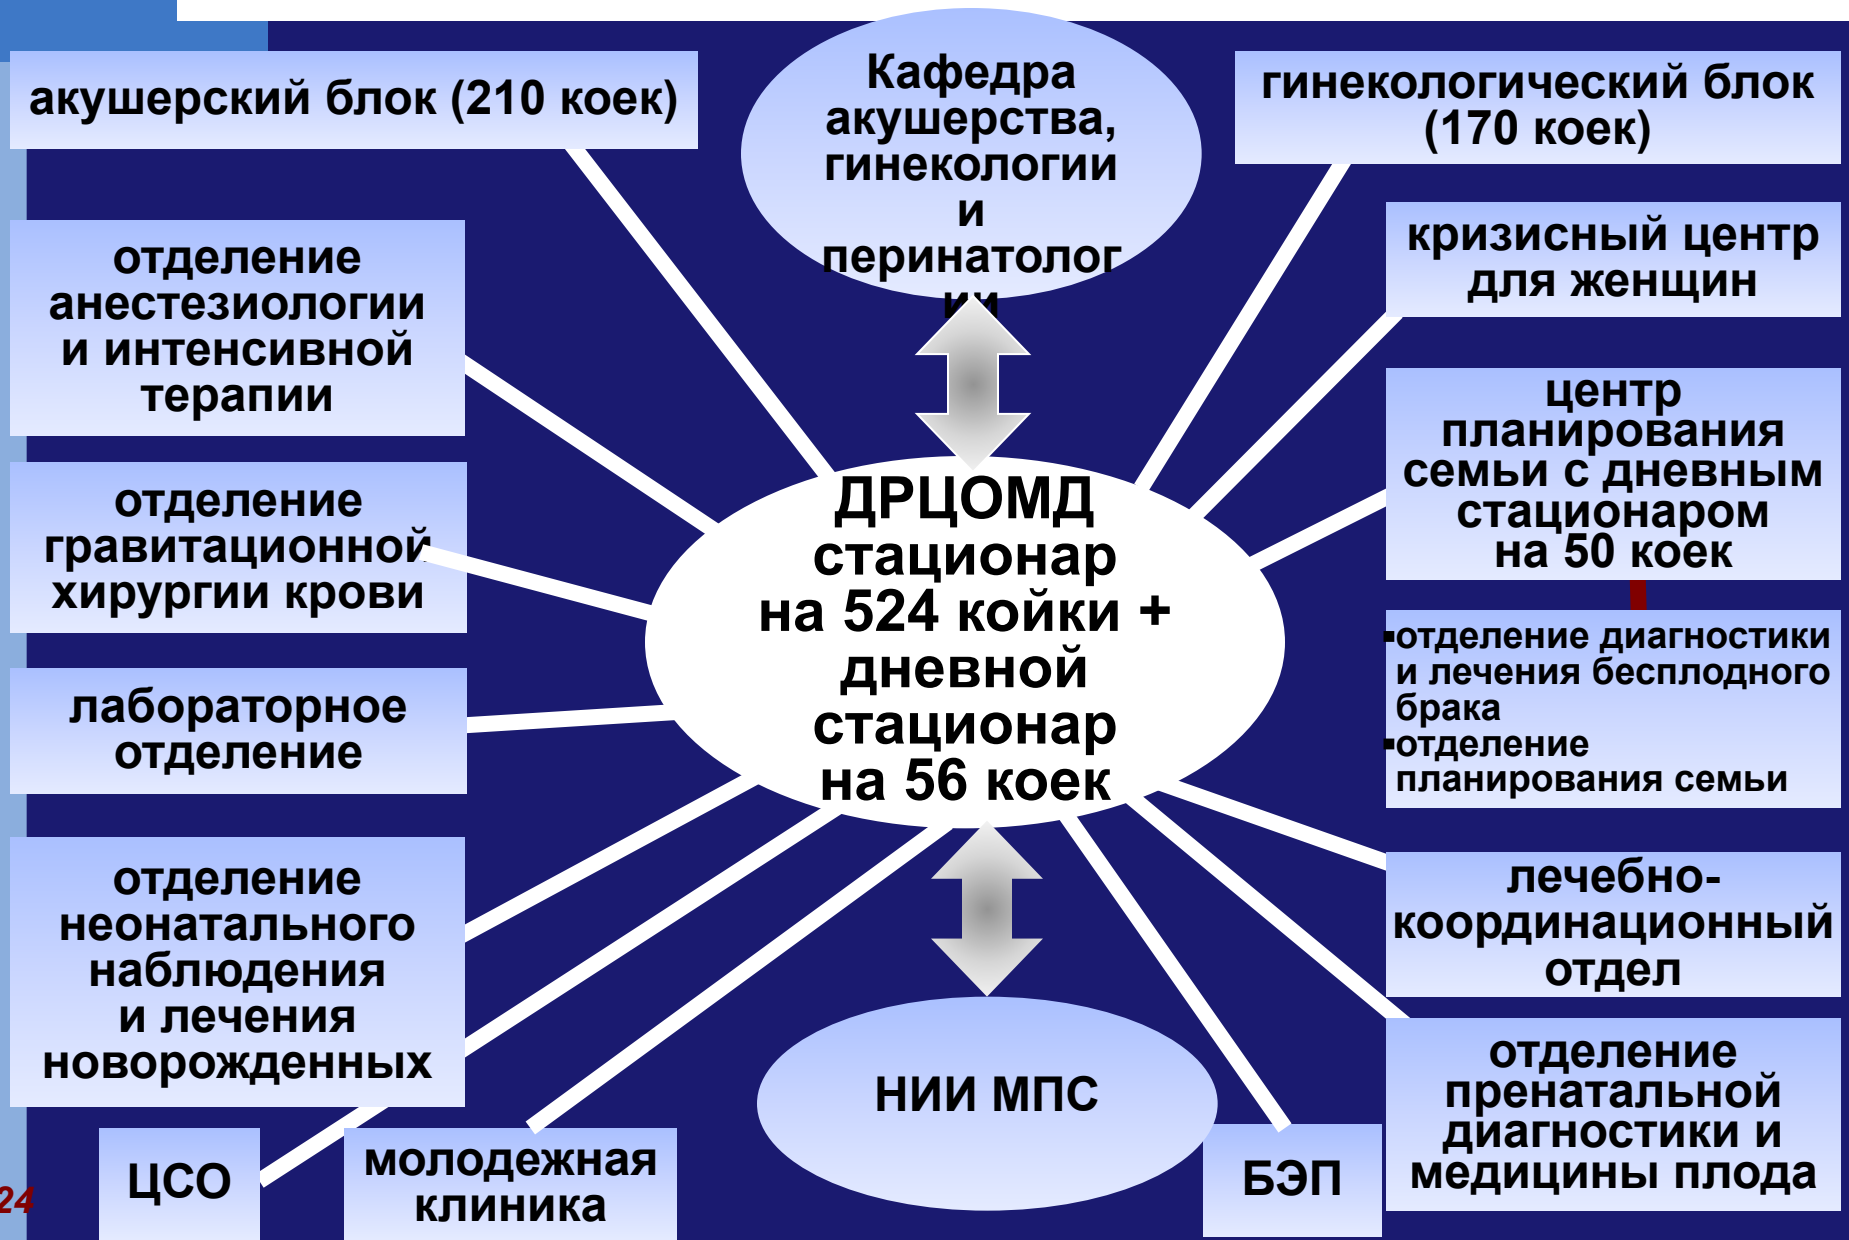 акушерский блок (210 коек)
Кафедра
акушерства,
гинекологии
и
перинатолог
ии
гинекологический блок
(170 коек)
отделение
анестезиологии
и интенсивной
терапии
кризисный центр
для женщин
центр
планирования
семьи с дневным
стационаром
на 50 коек
отделение
гравитационной
хирургии крови
ДРЦОМД
стационар
на 524 койки +
дневной
стационар
на 56 коек
▪отделение диагностики
и лечения бесплодного
брака
▪отделение
планирования семьи
лабораторное
отделение
отделение
неонатального
наблюдения
и лечения
новорожденных
лечебно-
координационный
отдел
НИИ МПС
отделение
пренатальной
диагностики и
медицины плода
ЦСО
молодежная
клиника
БЭП
24